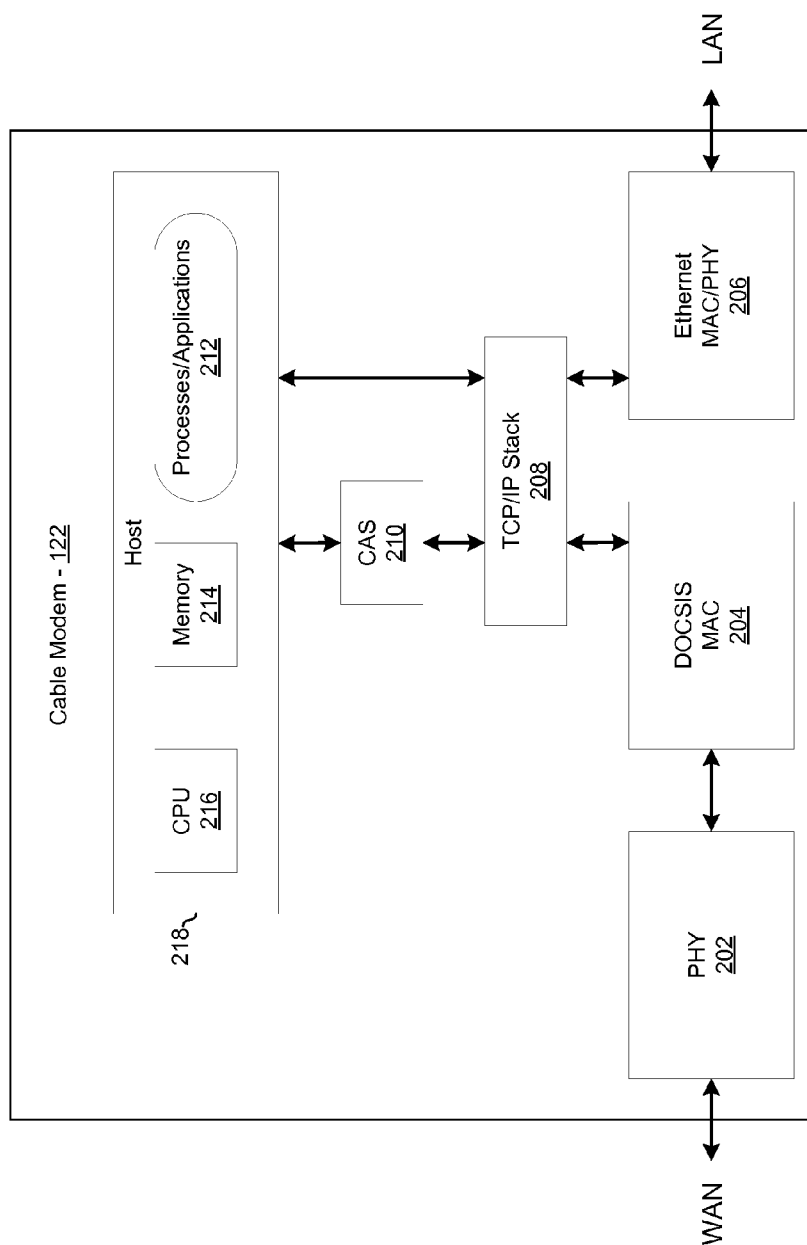 Cable Modem - 122
Host
218
CPU
216
Memory
214
Processes/Applications
212
CAS
210
TCP/IP Stack
208
WAN
PHY
202
DOCSIS
MAC
204
Ethernet
MAC/PHY
206
LAN